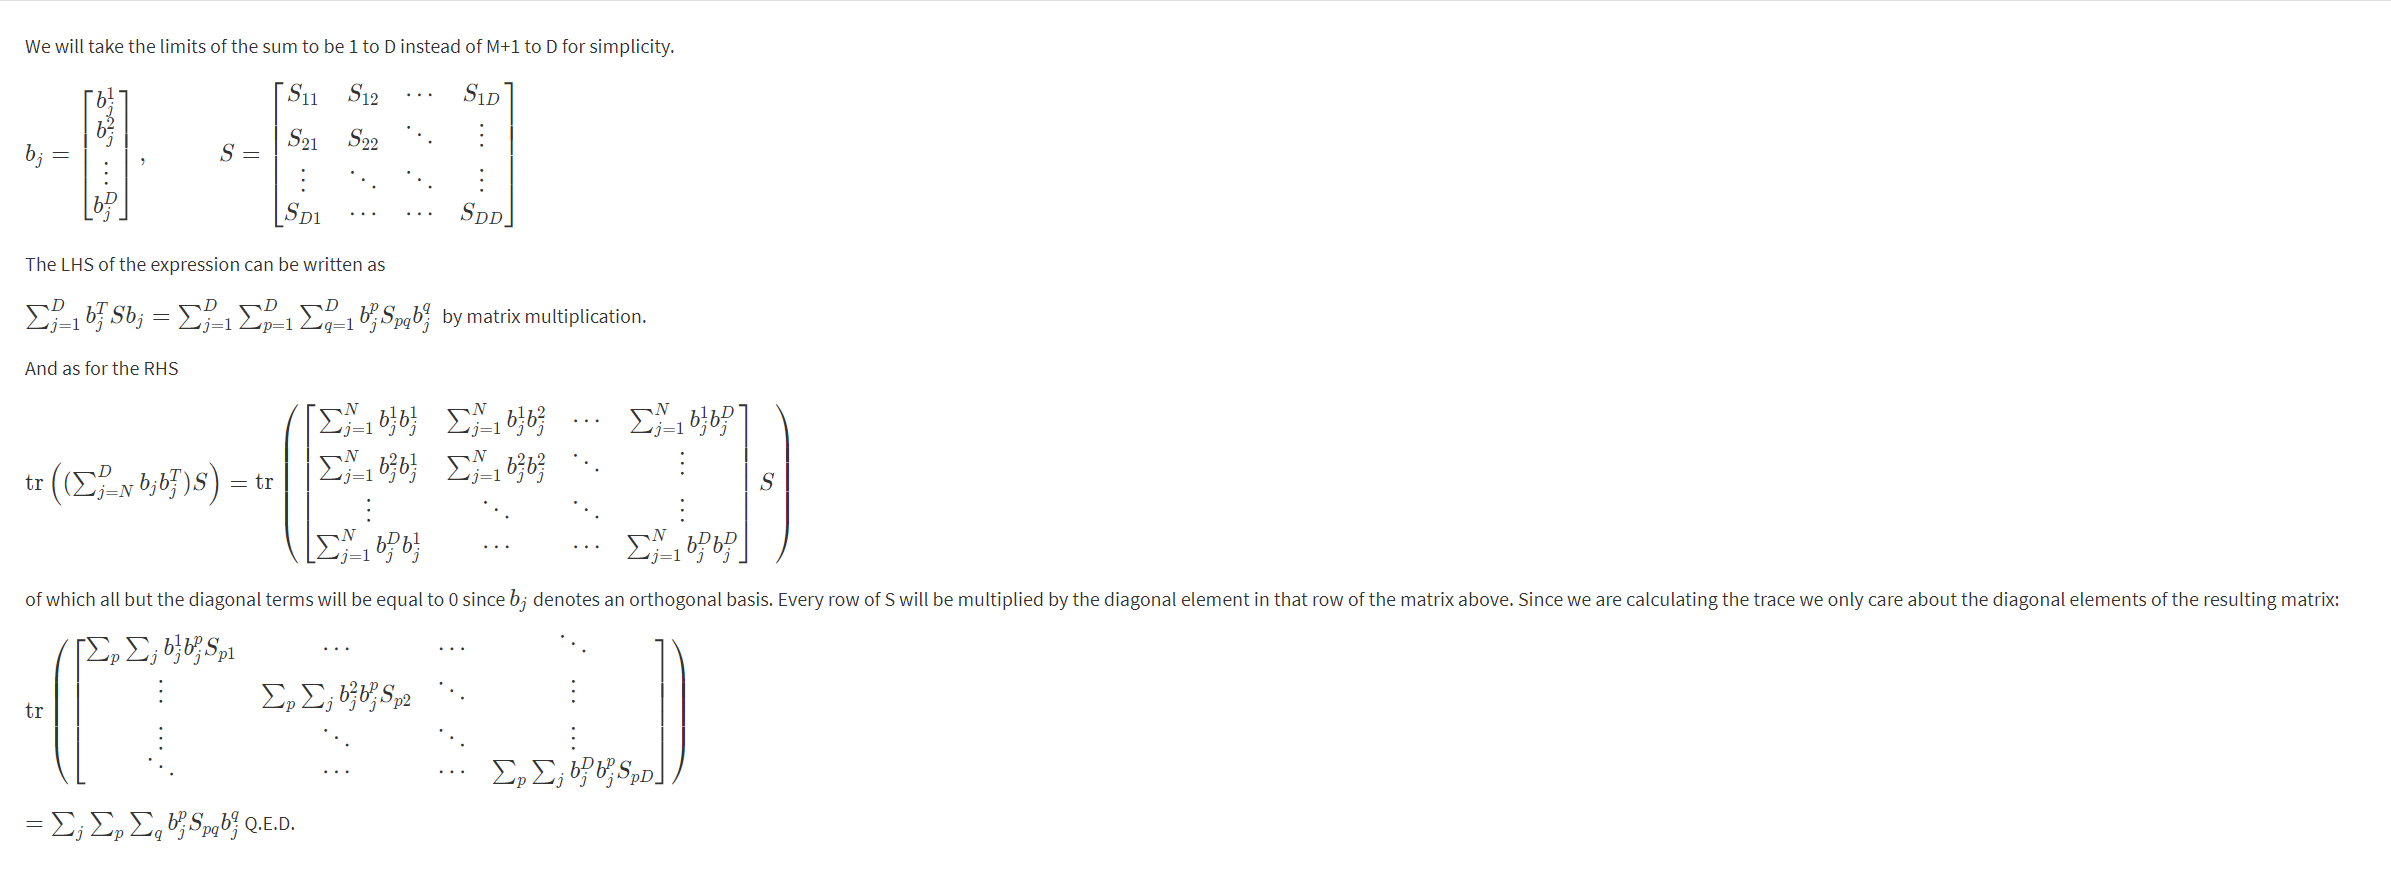 We will take the limits of the sum to be 1 to D instead of M+1 to D for simplicity.
$b_j = \begin{bmatrix} b_j^1 \\ b_j^2 \\ \vdots \\ b_j^D \end{bmatrix}, \qquad S = \begin{bmatrix} S_{11} & S_{12} & \cdots & S_{1D} \\ S_{21} & S_{22} & \ddots & \vdots \\ \vdots & \ddots & \ddots & \vdots \\ S_{D1} & \cdots & \cdots & S_{DD} \end{bmatrix}$
The LHS of the expression can be written as
$\sum_{j=1}^D b_j^T S b_j = \sum_{j=1}^D \sum_{p=1}^D \sum_{q=1}^D b_j^p S_{pq} b_j^q$ by matrix multiplication.
And as for the RHS
$\text{tr}\left( (\sum_{j=N}^D b_j b_j^T) S \right) = \text{tr}\left( \begin{bmatrix} \sum_{j=1}^N b_j^1 b_j^1 & \sum_{j=1}^N b_j^1 b_j^2 & \cdots & \sum_{j=1}^N b_j^1 b_j^D \\ \sum_{j=1}^N b_j^2 b_j^1 & \sum_{j=1}^N b_j^2 b_j^2 & \ddots & \vdots \\ \vdots & \ddots & \ddots & \vdots \\ \sum_{j=1}^N b_j^D b_j^1 & \cdots & \cdots & \sum_{j=1}^N b_j^D b_j^D \end{bmatrix} S \right)$
of which all but the diagonal terms will be equal to 0 since $b_j$ denotes an orthogonal basis. Every row of S will be multiplied by the diagonal element in that row of the matrix above. Since we are calculating the trace we only care about the diagonal elements of the resulting matrix:
$\text{tr}\left( \begin{bmatrix} \sum_p \sum_j b_j^1 b_j^p S_{p1} & \cdots & \cdots & \ddots \\ \vdots & \sum_p \sum_j b_j^2 b_j^p S_{p2} & \ddots & \vdots \\ \vdots & \ddots & \ddots & \vdots \\ \ddots & \cdots & \cdots & \sum_p \sum_j b_j^D b_j^p S_{pD} \end{bmatrix} \right)$
$= \sum_j \sum_p \sum_q b_j^p S_{pq} b_j^q$ Q.E.D.